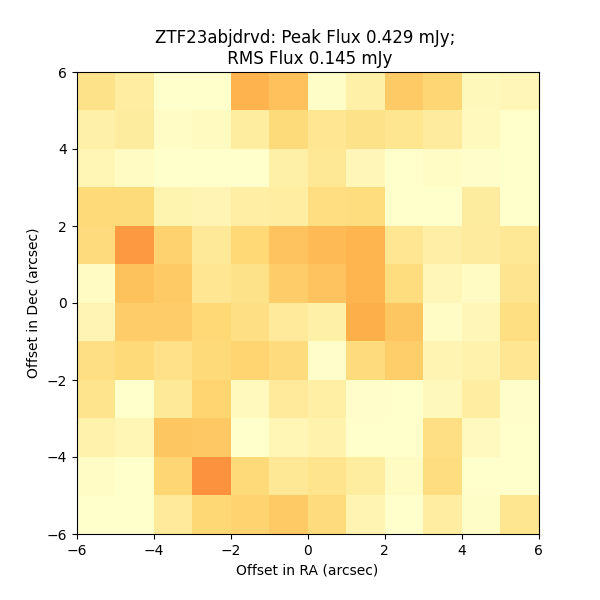 ZTF23abjdrvd: Peak Flux 0.429 mJy;
RMS Flux 0.145 mJy
6
4
2
0
−2
−4
−6
Offset in Dec (arcsec)
−6 −4 −2 0 2 4 6
Offset in RA (arcsec)